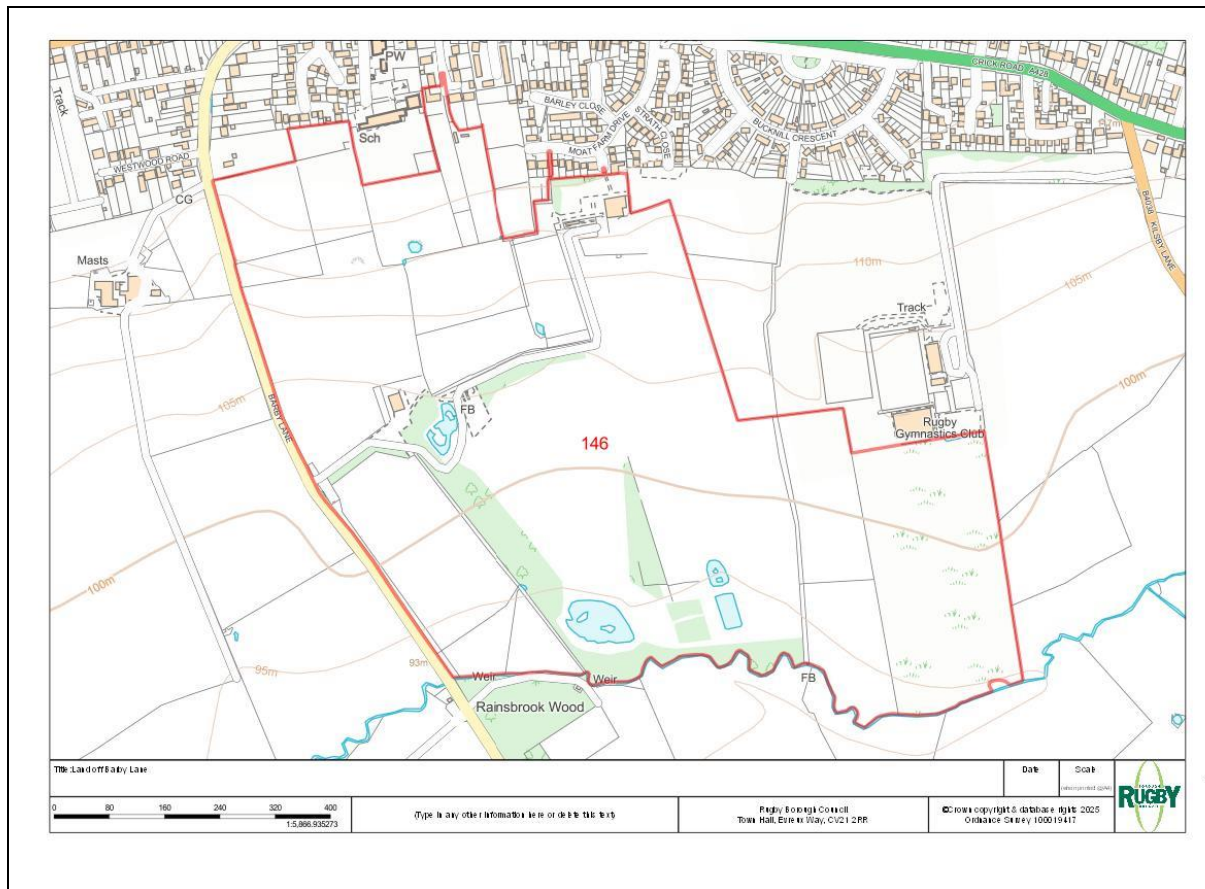 PW
CRICK ROAD A428
Track
BARLEY CLOSE
STRATH CLOSE
BUCKNILL CRESCENT
Sch
MOAT FARM DRIVE
WESTWOOD ROAD
CG
B4038 KILSBY LANE
Masts
110m
105m
Track
100m
105m
BARBY LANE
FB
Rugby
Gymnastics Club
146
100m
95m
93m
Weir
Weir
FB
Rainsbrook Wood
Title: Land off Barby Lane
Date
Scale
0 80 160 240 320 400
1:5,866.935273
(Type in any other information here or delete this text)
Rugby Borough Council
Town Hall, Evreux Way, CV21 2RR
©Crown copyright & database rights 2025
Ordnance Survey 100019417
RUGBY